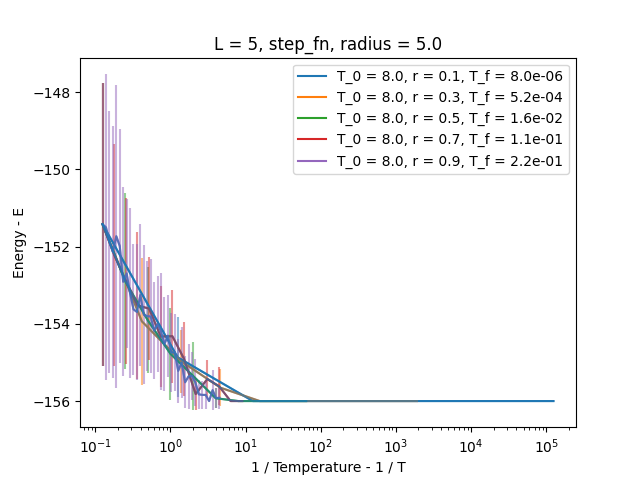 L = 5, step_fn, radius = 5.0
T_0 = 8.0, r = 0.1, T_f = 8.0e-06
T_0 = 8.0, r = 0.3, T_f = 5.2e-04
T_0 = 8.0, r = 0.5, T_f = 1.6e-02
T_0 = 8.0, r = 0.7, T_f = 1.1e-01
T_0 = 8.0, r = 0.9, T_f = 2.2e-01
Energy - E
−148
−150
−152
−154
−156
10⁻¹ 10⁰ 10¹ 10² 10³ 10⁴ 10⁵
1 / Temperature - 1 / T